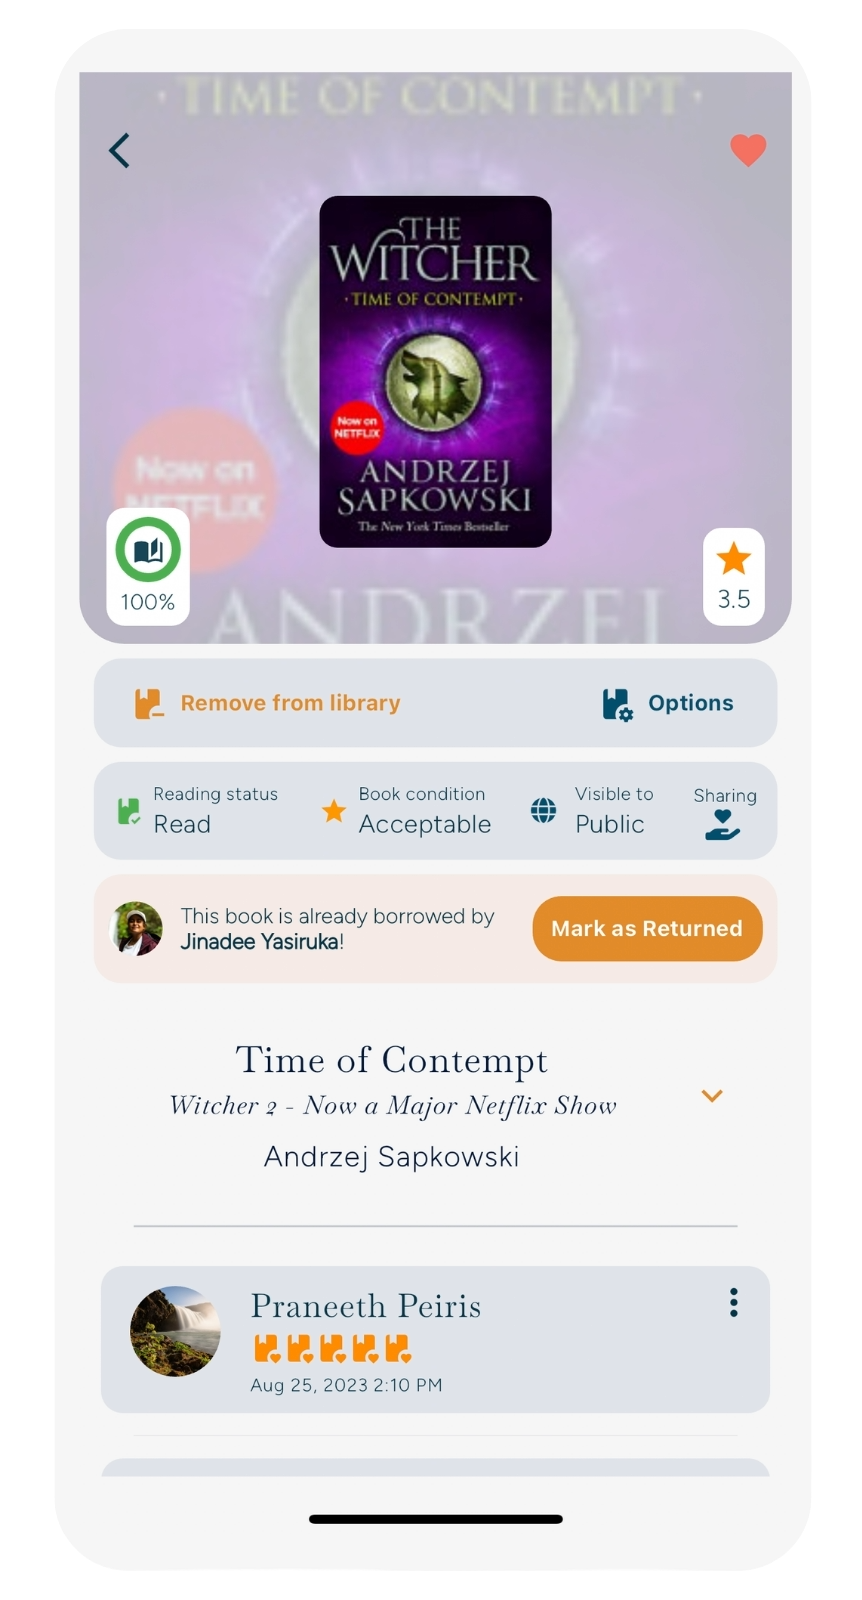 · TIME OF CONTEMPT ·
THE
WITCHER
· TIME OF CONTEMPT ·
Now on
NETFLIX
Now on
NETFLIX
ANDRZEJ
SAPKOWSKI
The New York Times Bestseller
ANDRZEJ
100%
3.5
Remove from library
Options
Reading status
Read
Book condition
Acceptable
Visible to
Public
Sharing
This book is already borrowed by
Jinadee Yasiruka!
Mark as Returned
Time of Contempt
Witcher 2 - Now a Major Netflix Show
Andrzej Sapkowski
Praneeth Peiris
Aug 25, 2023 2:10 PM